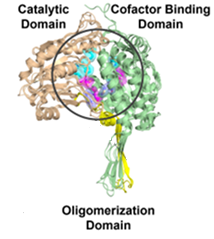 Catalytic Cofactor Binding
Domain Domain
Oligomerization
Domain